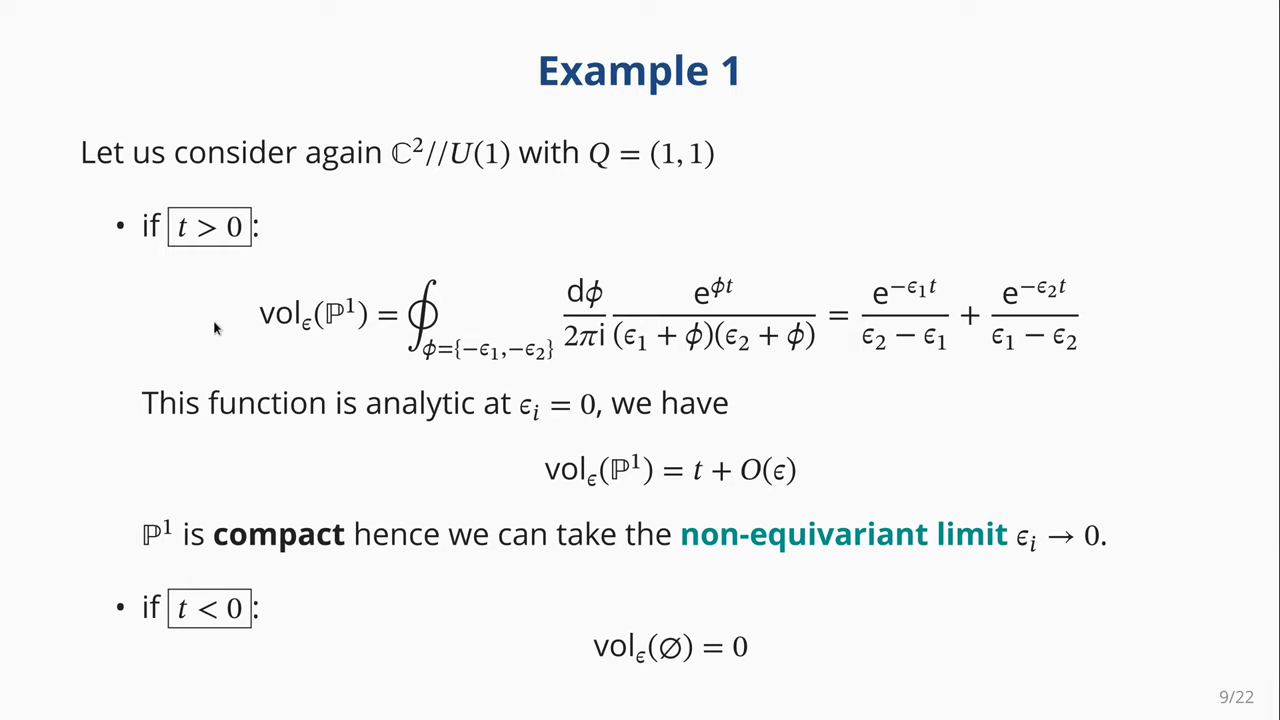 Example 1
Let us consider again ℂ²//U(1) with Q = (1, 1)
• if t > 0:
vol_ϵ(ℙ¹) = ∮_{ϕ={−ϵ₁,−ϵ₂}} dϕ/2πi e^{ϕt}/(ϵ₁ + ϕ)(ϵ₂ + ϕ) = e^{−ϵ₁t}/ϵ₂ − ϵ₁ + e^{−ϵ₂t}/ϵ₁ − ϵ₂
This function is analytic at ϵᵢ = 0, we have
vol_ϵ(ℙ¹) = t + O(ϵ)
ℙ¹ is compact hence we can take the non-equivariant limit ϵᵢ → 0.
• if t < 0:
vol_ϵ(∅) = 0
9/22